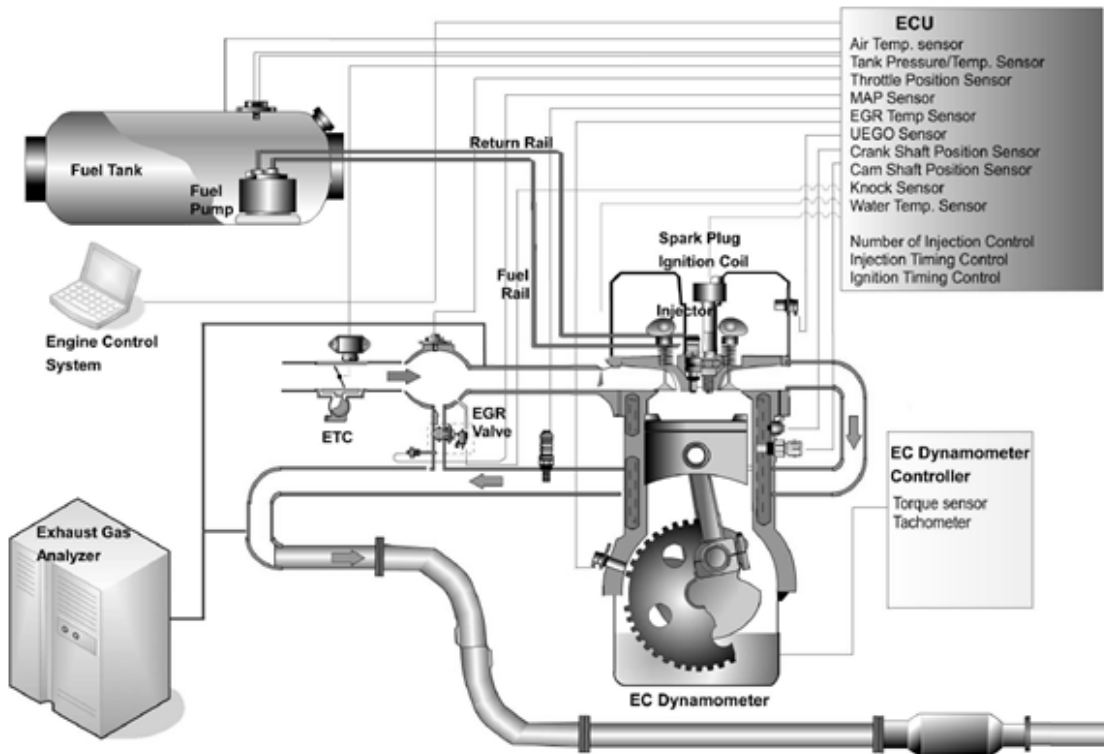 ECU
Air Temp. sensor
Tank Pressure/Temp. Sensor
Throttle Position Sensor
MAP Sensor
EGR Temp Sensor
UEGO Sensor
Crank Shaft Position Sensor
Cam Shaft Position Sensor
Knock Sensor
Water Temp. Sensor
Number of Injection Control
Injection Timing Control
Ignition Timing Control
Return Rail
Fuel Tank
Fuel
Pump
Spark Plug
Ignition Coil
Fuel
Rail
Injector
Engine Control
System
ETC
EGR
Valve
EC Dynamometer
Controller
Torque sensor
Tachometer
Exhaust Gas
Analyzer
EC Dynamometer